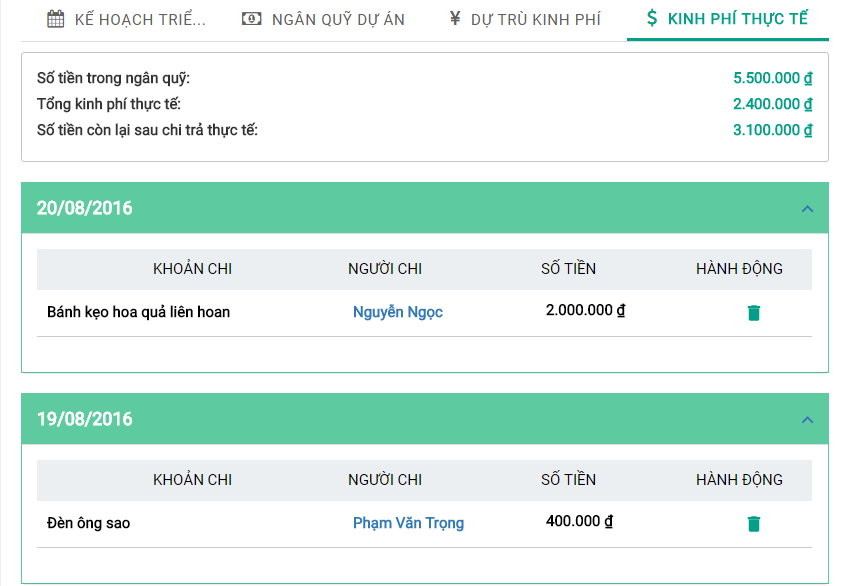 KẾ HOẠCH TRIỂ... NGÂN QUỸ DỰ ÁN ¥ DỰ TRÙ KINH PHÍ $ KINH PHÍ THỰC TẾ
Số tiền trong ngân quỹ: 5.500.000 ₫
Tổng kinh phí thực tế: 2.400.000 ₫
Số tiền còn lại sau chi trả thực tế: 3.100.000 ₫
20/08/2016
KHOẢN CHI NGƯỜI CHI SỐ TIỀN HÀNH ĐỘNG
Bánh kẹo hoa quả liên hoan Nguyễn Ngọc 2.000.000 ₫
19/08/2016
KHOẢN CHI NGƯỜI CHI SỐ TIỀN HÀNH ĐỘNG
Đèn ông sao Phạm Văn Trọng 400.000 ₫